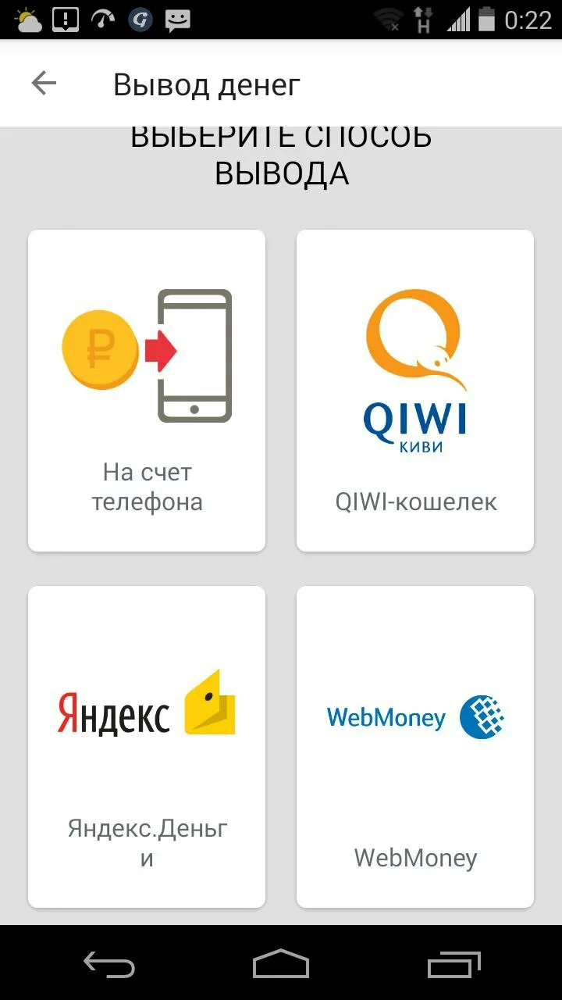 0:22
Вывод денег
ВЫБЕРИТЕ СПОСОБ
ВЫВОДА
QIWI
КИВИ
На счет
телефона
QIWI-кошелек
Яндекс
WebMoney
Яндекс.Деньг
и
WebMoney